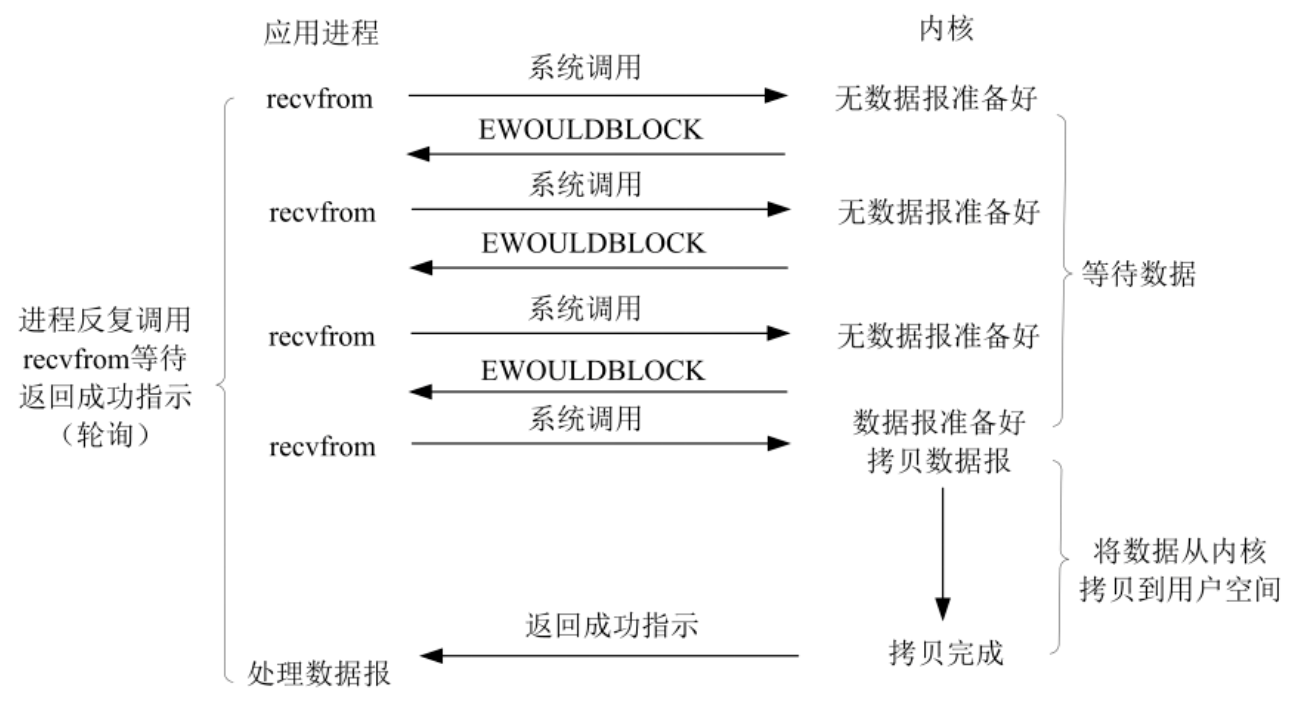 应用进程
内核
系统调用
recvfrom
无数据报准备好
EWOULDBLOCK
系统调用
recvfrom
无数据报准备好
EWOULDBLOCK
等待数据
系统调用
进程反复调用
recvfrom等待
返回成功指示
（轮询）
recvfrom
无数据报准备好
EWOULDBLOCK
系统调用
recvfrom
数据报准备好
拷贝数据报
将数据从内核
拷贝到用户空间
返回成功指示
拷贝完成
处理数据报